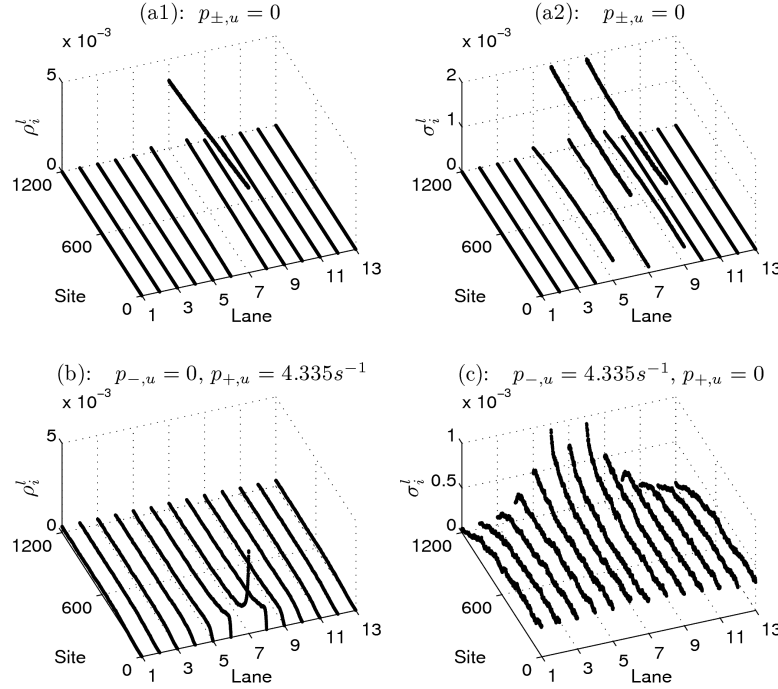 (a1): p±,u = 0
x 10⁻³
5
0
ρᵢˡ
1200
600
0
Site
1 3 5 7 9 11 13
Lane
(a2): p±,u = 0
x 10⁻³
2
1
0
σᵢˡ
1200
600
0
Site
1 3 5 7 9 11 13
Lane
(b): p₋,u = 0, p₊,u = 4.335s⁻¹
x 10⁻³
5
0
ρᵢˡ
1200
600
0
Site
1 3 5 7 9 11 13
Lane
(c): p₋,u = 4.335s⁻¹, p₊,u = 0
x 10⁻³
1
0.5
0
σᵢˡ
1200
600
0
Site
1 3 5 7 9 11 13
Lane